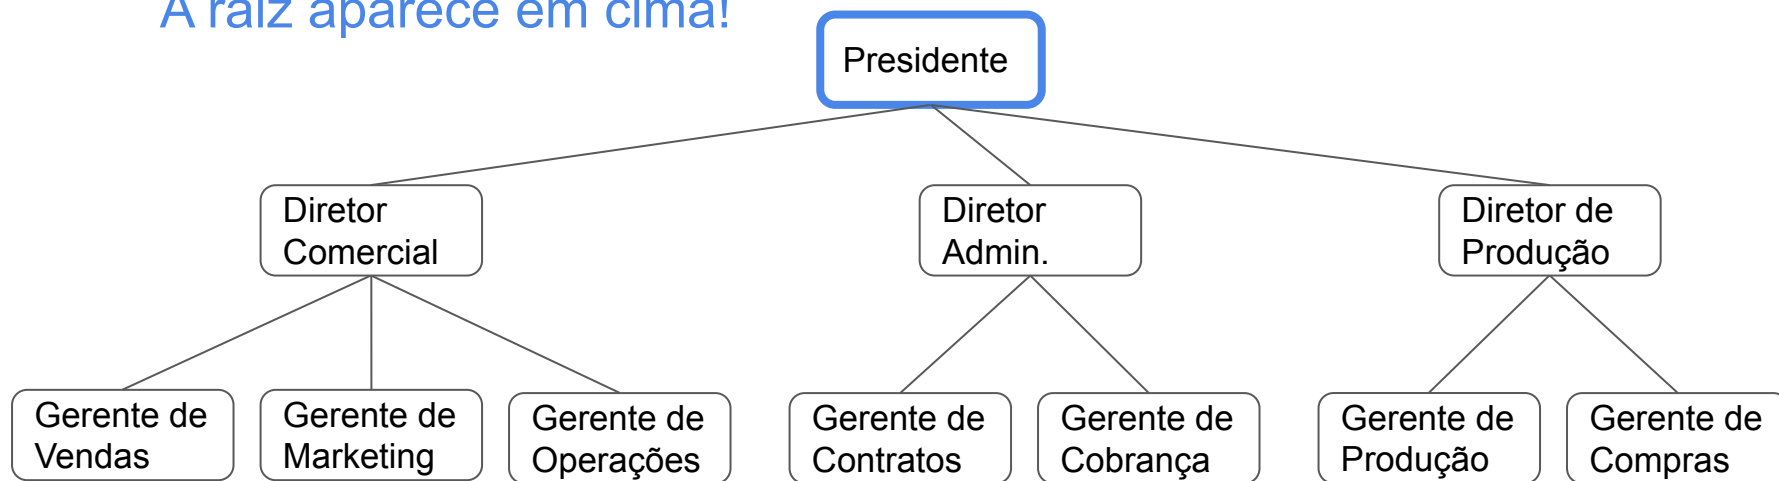 A raiz aparece em cima!
Presidente
Diretor
Comercial
Diretor
Admin.
Diretor de
Produção
Gerente de
Vendas
Gerente de
Marketing
Gerente de
Operações
Gerente de
Contratos
Gerente de
Cobrança
Gerente de
Produção
Gerente de
Compras